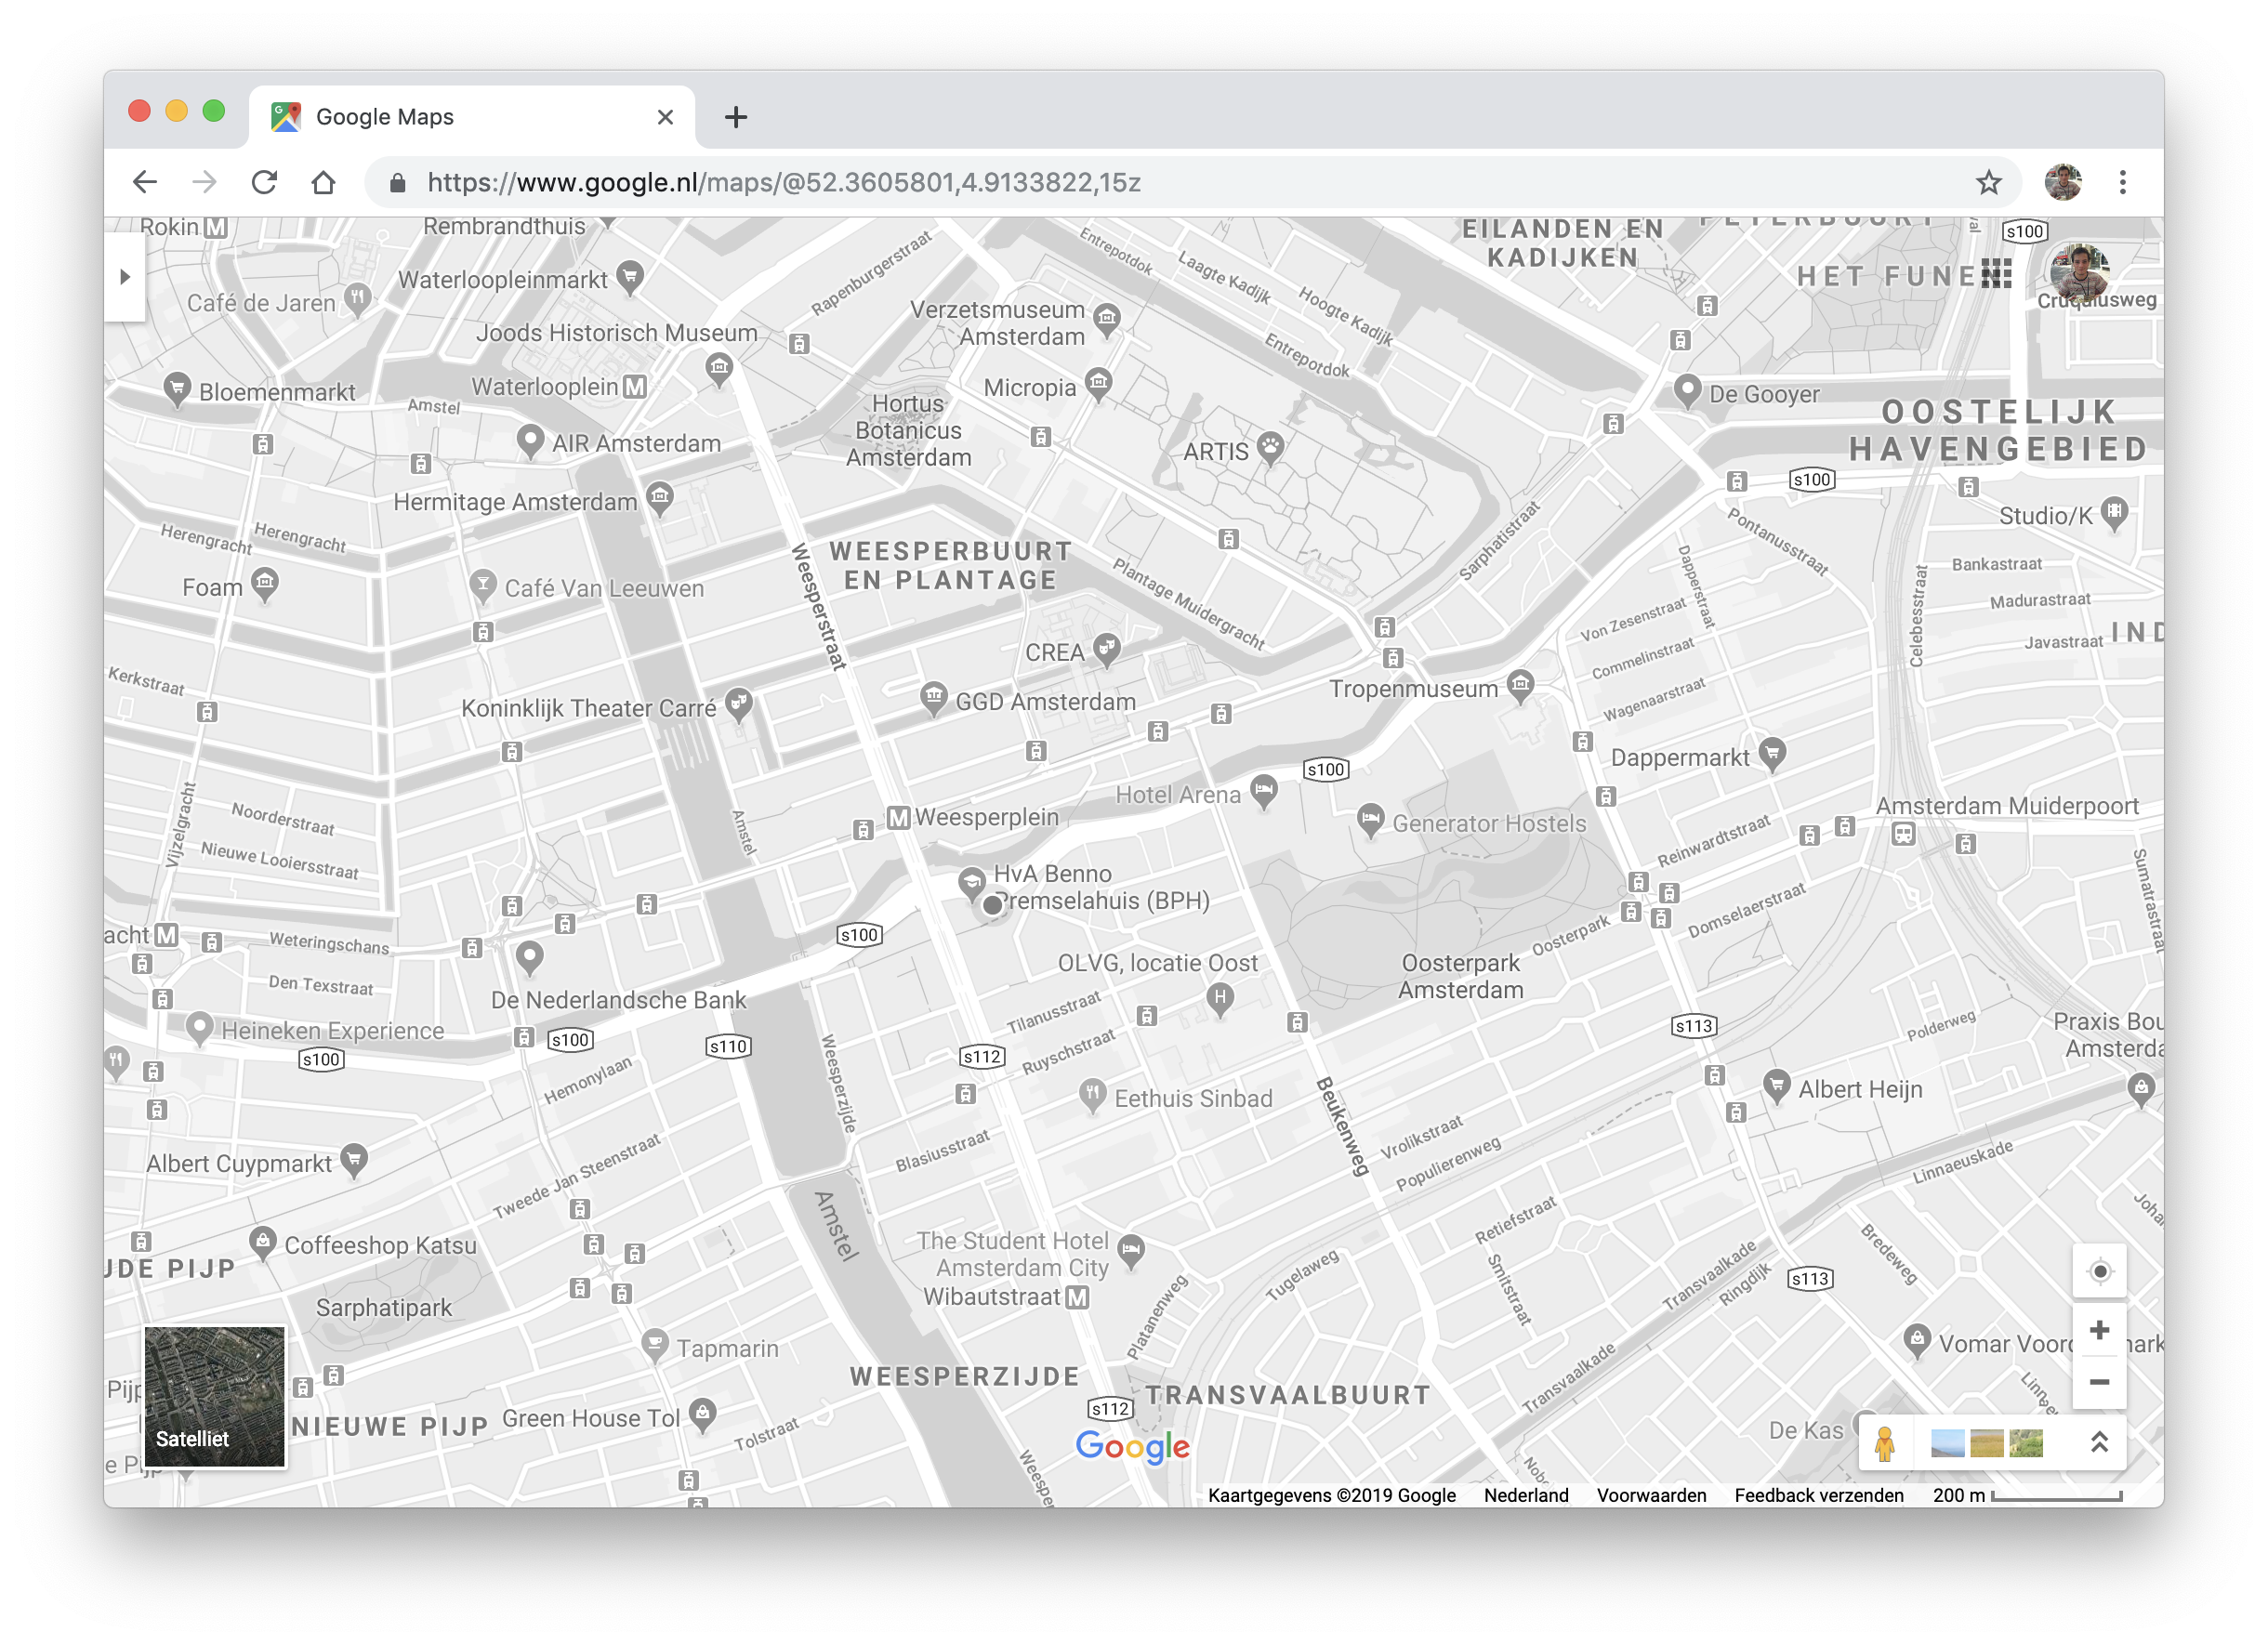 Google Maps
https://www.google.nl/maps/@52.3605801,4.9133822,15z
Rokin M
Rembrandthuis
EILANDEN EN
KADIJKEN
s100
Entrepotdok
Laagte Kadijk
Hoogte Kadijk
Entrepotdok
Rapenburgerstraat
HET FUNEN
Cruquiusweg
Waterloopleinmarkt
Café de Jaren
Verzetsmuseum
Amsterdam
Joods Historisch Museum
Waterlooplein M
Micropia
Bloemenmarkt
Amstel
De Gooyer
Hortus
Botanicus
Amsterdam
OOSTELIJK
HAVENGEBIED
AIR Amsterdam
ARTIS
s100
Hermitage Amsterdam
Studio/K
Herengracht
Herengracht
Pontanusstraat
Sarphatistraat
Dapperstraat
WEESPERBUURT
EN PLANTAGE
Weesperstraat
Bankastraat
Foam
Café Van Leeuwen
Plantage Muidergracht
Celebesstraat
Madurastraat
Von Zesenstraat
Javastraat
IND
CREA
Commelinstraat
Kerkstraat
Tropenmuseum
Wagenaarstraat
Koninklijk Theater Carré
GGD Amsterdam
Dappermarkt
s100
Hotel Arena
Amsterdam Muiderpoort
Noorderstraat
Vijzelgracht
Amstel
M Weesperplein
Generator Hostels
Reinwardtstraat
Nieuwe Looiersstraat
Sumatrastraat
HvA Benno
Premselahuis (BPH)
Domselaerstraat
acht M
Weteringschans
s100
Oosterpark
Den Texstraat
OLVG, locatie Oost
Oosterpark
Amsterdam
De Nederlandsche Bank
H
Tilanusstraat
Heineken Experience
s100
s100
s110
Weesperzijde
s112
Ruyschstraat
s113
Polderweg
Praxis Bou
Amsterda
Hemonylaan
Eethuis Sinbad
Beukenweg
Albert Heijn
Vrolikstraat
Populierenweg
Blasiusstraat
Albert Cuypmarkt
Tweede Jan Steenstraat
Linnaeuskade
Amstel
Retiefstraat
Coffeeshop Katsu
The Student Hotel
Amsterdam City
Wibautstraat M
JDE PIJP
Tugelaweg
Smitstraat
Transvaalkade
Ringdijk
s113
Bredeweg
Sarphatipark
Platanenweg
Tapmarin
Vomar Voor
mark
Transvaalkade
WEESPERZIJDE
TRANSVAALBUURT
Pijp
s112
NIEUWE PIJP
Green House Tol
Tolstraat
De Kas
Satelliet
Google
Kaartgegevens ©2019 Google Nederland Voorwaarden Feedback verzenden 200 m